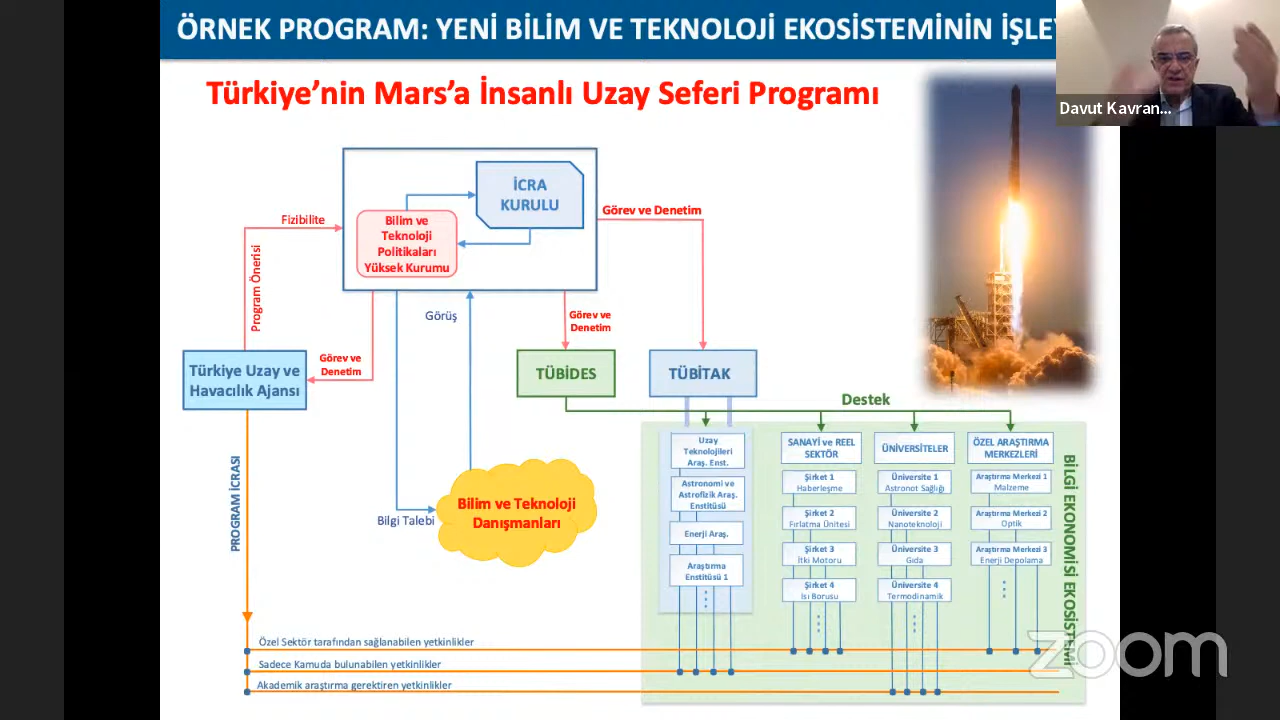 ÖRNEK PROGRAM: YENİ BİLİM VE TEKNOLOJİ EKOSİSTEMİNİN İŞLEY
Davut Kavran...
Türkiye'nin Mars'a İnsanlı Uzay Seferi Programı
İCRA
KURULU
Bilim ve
Teknoloji
Politikaları
Yüksek Kurumu
Fizibilite
Program Önerisi
Görev ve Denetim
Görüş
Görev ve
Denetim
Görev ve
Denetim
Türkiye Uzay ve
Havacılık Ajansı
TÜBİDES
TÜBİTAK
Destek
PROGRAM İCRASI
Bilgi Talebi
Bilim ve Teknoloji
Danışmanları
Uzay
Teknolojileri
Araş. Enst.
Astronomi ve
Astrofizik Araş.
Enstitüsü
Enerji Araş.
Araştırma
Enstitüsü 1
SANAYİ ve REEL
SEKTÖR
Şirket 1
Haberleşme
Şirket 2
Fırlatma Ünitesi
Şirket 3
İtki Motoru
Şirket 4
Isı Borusu
ÜNİVERSİTELER
Üniversite 1
Astronot Sağlığı
Üniversite 2
Nanoteknoloji
Üniversite 3
Gıda
Üniversite 4
Termodinamik
ÖZEL ARAŞTIRMA
MERKEZLERİ
Araştırma Merkezi 1
Malzeme
Araştırma Merkezi 2
Optik
Araştırma Merkezi 3
Enerji Depolama
BİLGİ EKONOMİSİ EKOSİSTEMİ
Özel Sektör tarafından sağlanabilen yetkinlikler
Sadece Kamuda bulunabilen yetkinlikler
Akademik araştırma gerektiren yetkinlikler
zoom